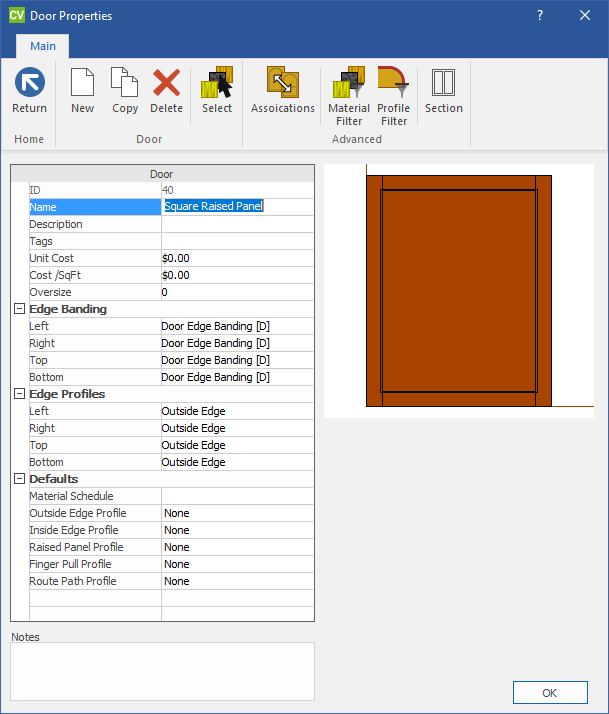 CV Door Properties ?
Main
Return New Copy Delete Select Assoications Material Filter Profile Filter Section
Home Door Advanced
Door
ID 40
Name Square Raised Panel
Description
Tags
Unit Cost $0.00
Cost /SqFt $0.00
Oversize 0
Edge Banding
Left Door Edge Banding [D]
Right Door Edge Banding [D]
Top Door Edge Banding [D]
Bottom Door Edge Banding [D]
Edge Profiles
Left Outside Edge
Right Outside Edge
Top Outside Edge
Bottom Outside Edge
Defaults
Material Schedule
Outside Edge Profile None
Inside Edge Profile None
Raised Panel Profile None
Finger Pull Profile None
Route Path Profile None
Notes
OK